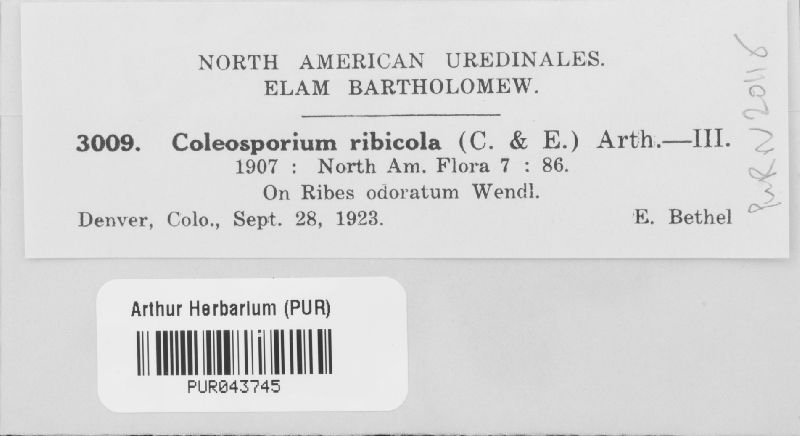 NORTH AMERICAN UREDINALES.
ELAM BARTHOLOMEW.
3009. Coleosporium ribicola (C. & E.) Arth.—III.
1907 : North Am. Flora 7 : 86.
On Ribes odoratum Wendl.
Denver, Colo., Sept. 28, 1923. E. Bethel
PUR N20116
Arthur Herbarium (PUR)
PUR043745